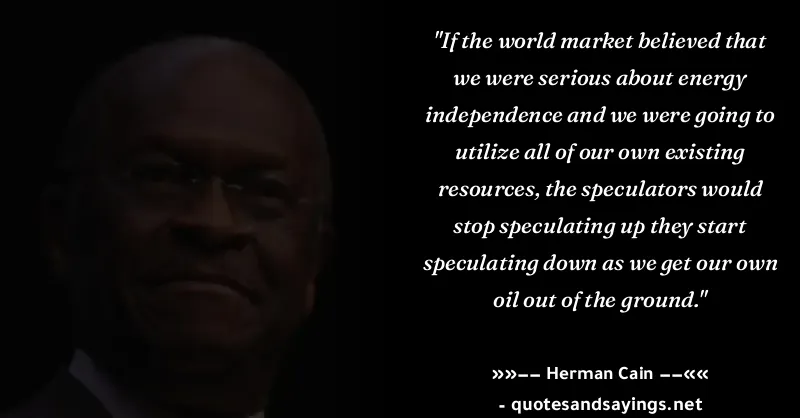 "If the world market believed that
we were serious about energy
independence and we were going to
utilize all of our own existing
resources, the speculators would
stop speculating up they start
speculating down as we get our own
oil out of the ground."
»»−− Herman Cain −−««
- quotesandsayings.net